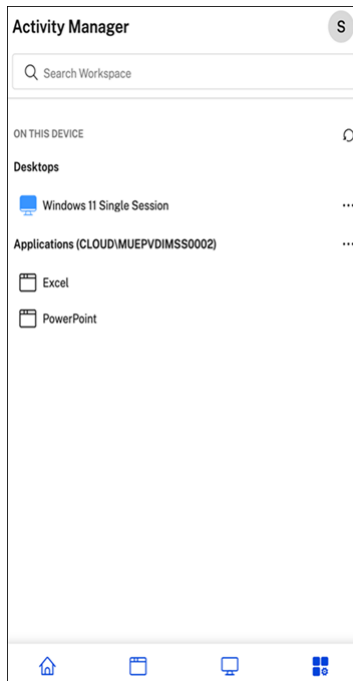 Activity Manager
S
Search Workspace
ON THIS DEVICE
Desktops
Windows 11 Single Session
Applications (CLOUD\MUEPVDIMSS0002)
Excel
PowerPoint